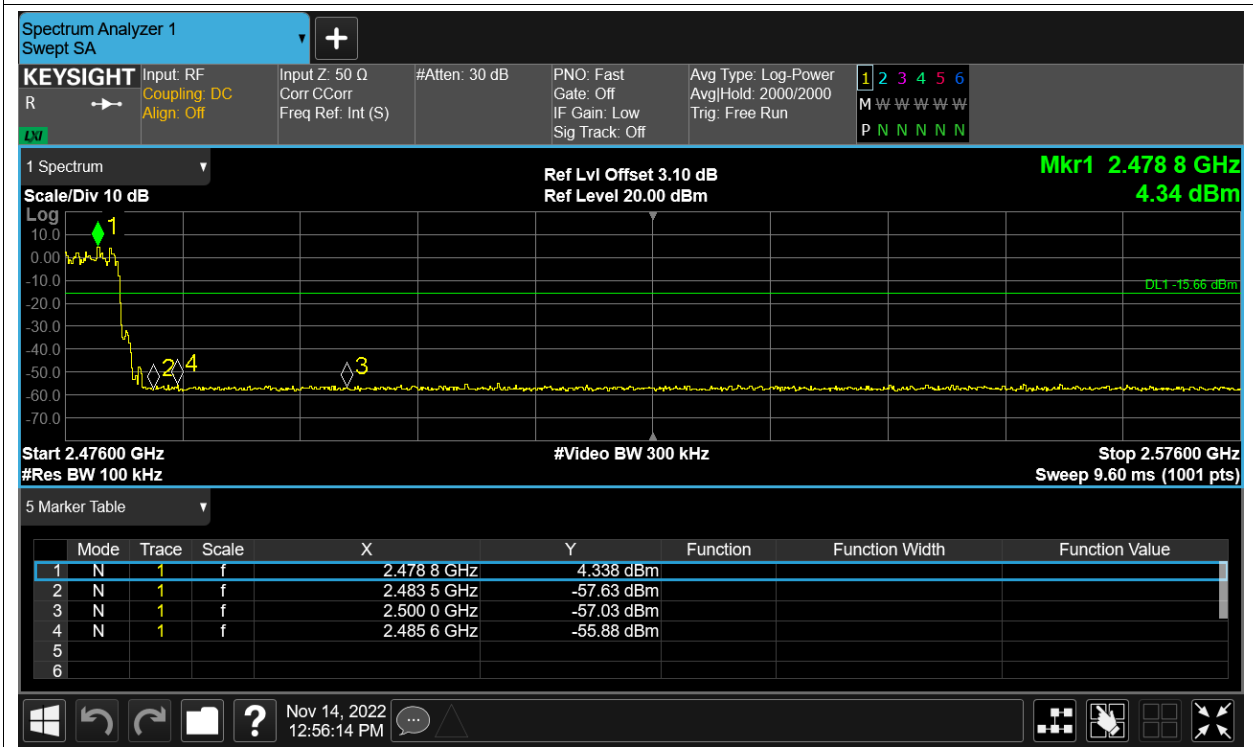 Spectrum Analyzer 1
Swept SA
+
KEYSIGHT Input: RF Input Z: 50 Ω #Atten: 30 dB PNO: Fast Avg Type: Log-Power 1 2 3 4 5 6
R Coupling: DC Corr CCorr Gate: Off Avg|Hold: 2000/2000 M W W W W W
Align: Off Freq Ref: Int (S) IF Gain: Low Trig: Free Run
LXI Sig Track: Off P N N N N N
1 Spectrum Ref Lvl Offset 3.10 dB Mkr1 2.478 8 GHz
Scale/Div 10 dB Ref Level 20.00 dBm 4.34 dBm
Log
1
10.0
0.00
-10.0
DL1 -15.66 dBm
-20.0
-30.0
-40.0
2 4 3
-50.0
-60.0
-70.0
Start 2.47600 GHz #Video BW 300 kHz Stop 2.57600 GHz
#Res BW 100 kHz Sweep 9.60 ms (1001 pts)
5 Marker Table
Mode Trace Scale X Y Function Function Width Function Value
1 N 1 f 2.478 8 GHz 4.338 dBm
2 N 1 f 2.483 5 GHz -57.63 dBm
3 N 1 f 2.500 0 GHz -57.03 dBm
4 N 1 f 2.485 6 GHz -55.88 dBm
5
6
? Nov 14, 2022
12:56:14 PM